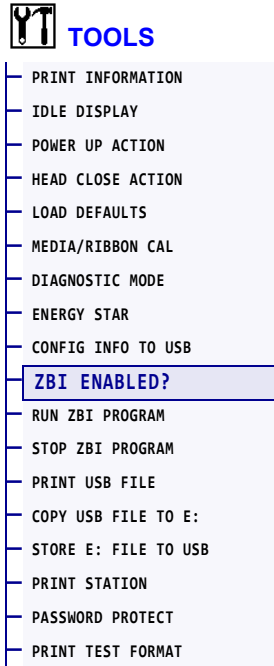 TOOLS
PRINT INFORMATION
IDLE DISPLAY
POWER UP ACTION
HEAD CLOSE ACTION
LOAD DEFAULTS
MEDIA/RIBBON CAL
DIAGNOSTIC MODE
ENERGY STAR
CONFIG INFO TO USB
ZBI ENABLED?
RUN ZBI PROGRAM
STOP ZBI PROGRAM
PRINT USB FILE
COPY USB FILE TO E:
STORE E: FILE TO USB
PRINT STATION
PASSWORD PROTECT
PRINT TEST FORMAT